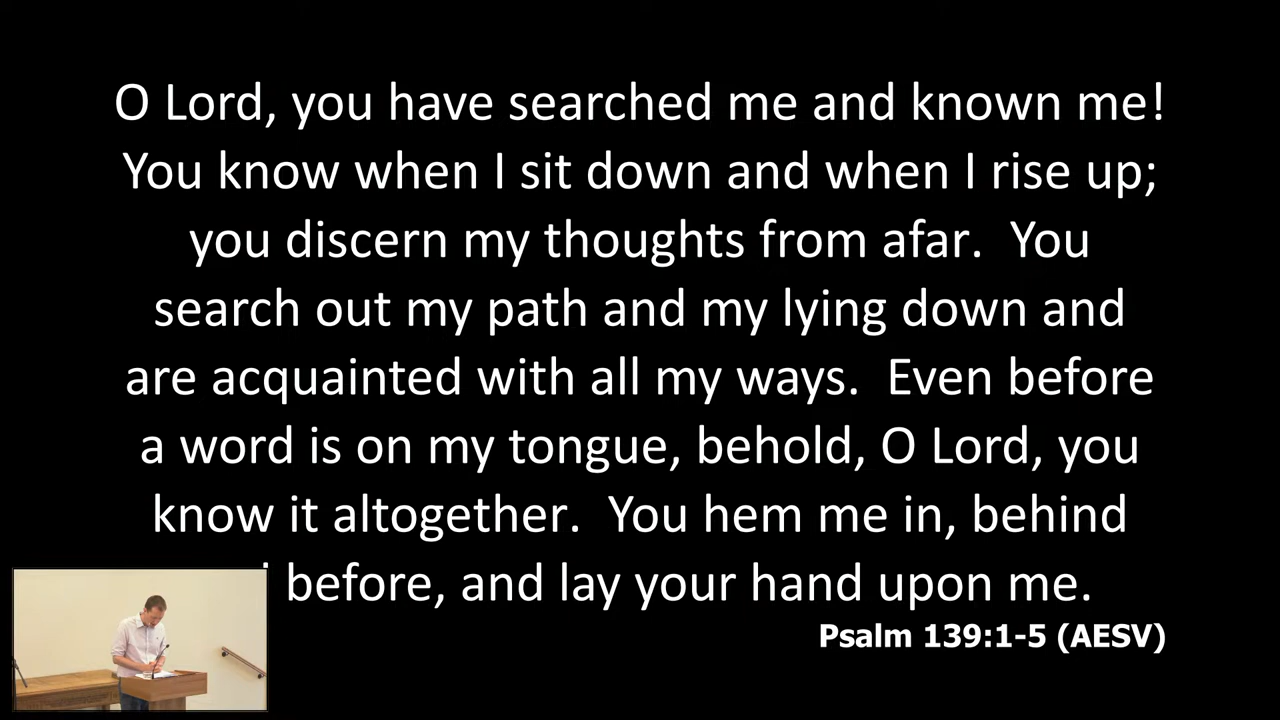 O Lord, you have searched me and known me!
You know when I sit down and when I rise up;
you discern my thoughts from afar.  You
search out my path and my lying down and
are acquainted with all my ways.  Even before
a word is on my tongue, behold, O Lord, you
know it altogether.  You hem me in, behind
before, and lay your hand upon me.
Psalm 139:1-5 (AESV)